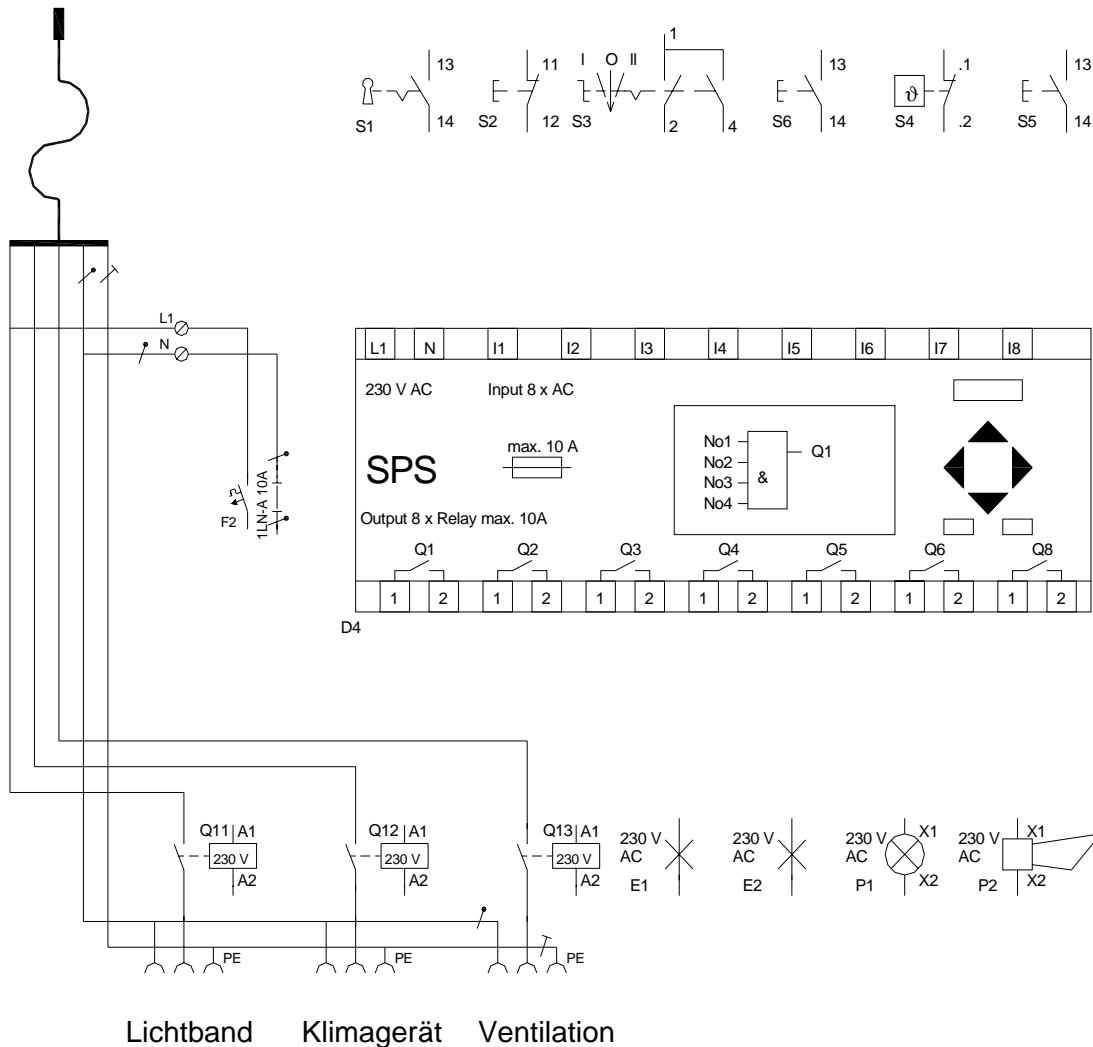 1
I O II
13 11 13 .1 13
ϑ
S1 14 S2 12 S3 2 4 S6 14 S4 .2 S5 14
L1
N
L1 N I1 I2 I3 I4 I5 I6 I7 I8
230 V AC Input 8 x AC
max. 10 A
SPS
No1
No2
No3
No4
&
Q1
F2
1LN-A 10A
Output 8 x Relay max. 10A
Q1 Q2 Q3 Q4 Q5 Q6 Q8
1 2 1 2 1 2 1 2 1 2 1 2 1 2
D4
Q11 A1
230 V
A2
Q12 A1
230 V
A2
Q13 A1
230 V
A2
230 V
AC
E1
230 V
AC
E2
230 V
AC
P1
X1
X2
230 V
AC
P2
X1
X2
PE PE PE
Lichtband Klimagerät Ventilation